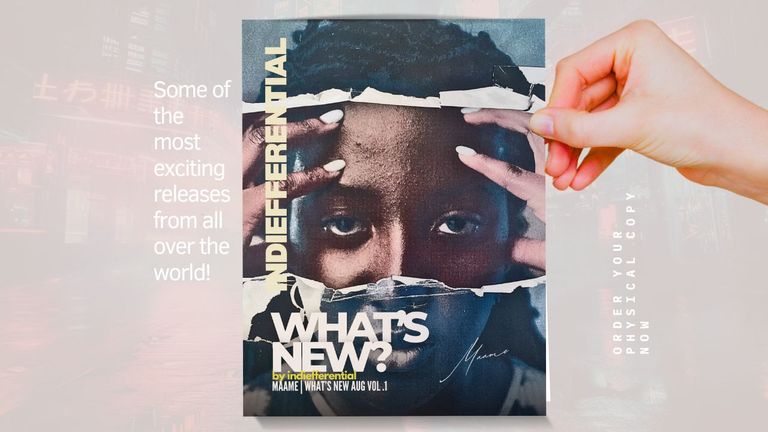 Some of
the
most
exciting
releases
from all
over the
world!
INDIEFFERENTIAL
WHAT'S
NEW?
by indiefferential
MAAME | WHAT'S NEW AUG VOL .1
Maame
ORDER YOUR
PHYSICAL COPY
NOW